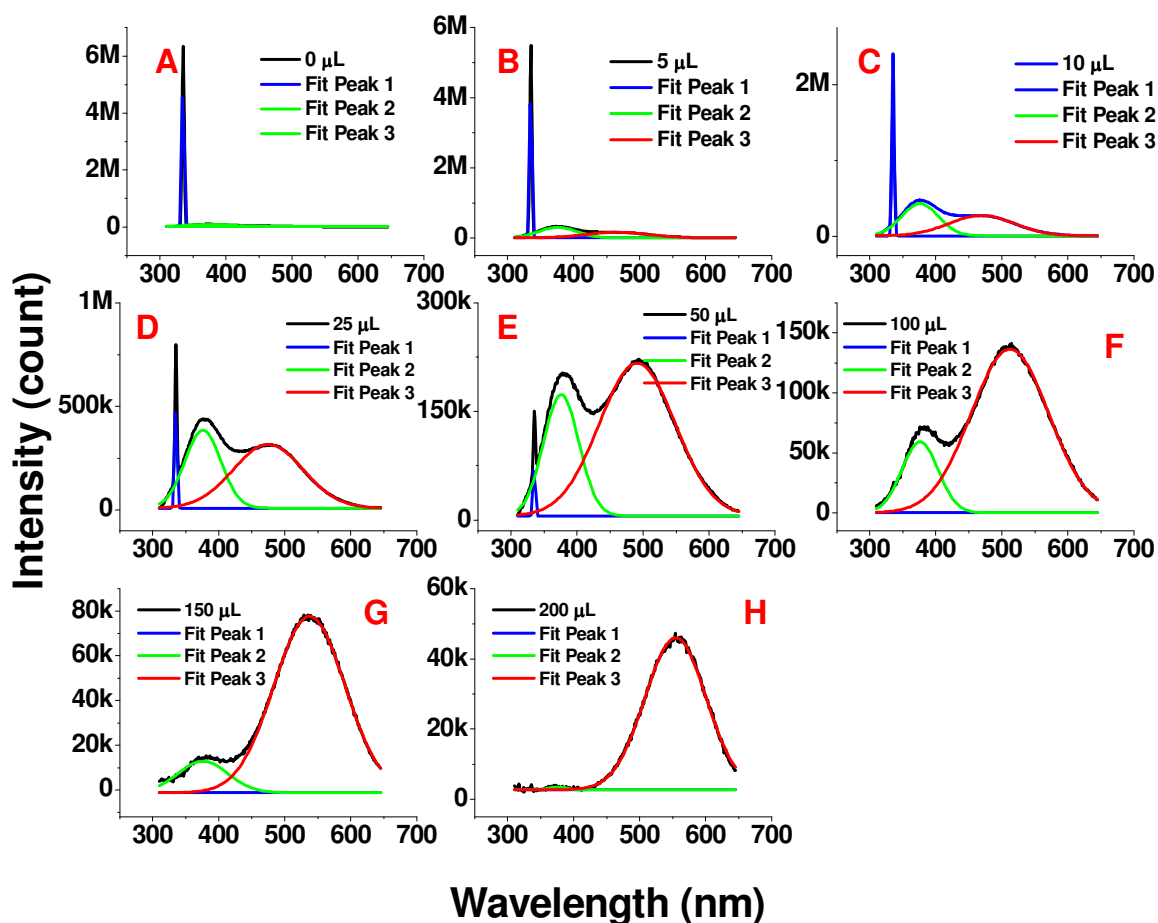 Intensity (count)
A
0 μL
Fit Peak 1
Fit Peak 2
Fit Peak 3
6M
4M
2M
0
300 400 500 600 700
B
5 μL
Fit Peak 1
Fit Peak 2
Fit Peak 3
6M
4M
2M
0
300 400 500 600 700
C
10 μL
Fit Peak 1
Fit Peak 2
Fit Peak 3
2M
0
300 400 500 600 700
D
25 μL
Fit Peak 1
Fit Peak 2
Fit Peak 3
1M
500k
0
300 400 500 600 700
E
50 μL
Fit Peak 1
Fit Peak 2
Fit Peak 3
300k
150k
0
300 400 500 600 700
F
100 μL
Fit Peak 1
Fit Peak 2
Fit Peak 3
150k
100k
50k
0
300 400 500 600 700
G
150 μL
Fit Peak 1
Fit Peak 2
Fit Peak 3
80k
60k
40k
20k
0
300 400 500 600 700
H
200 μL
Fit Peak 1
Fit Peak 2
Fit Peak 3
60k
40k
20k
0
300 400 500 600 700
Wavelength (nm)